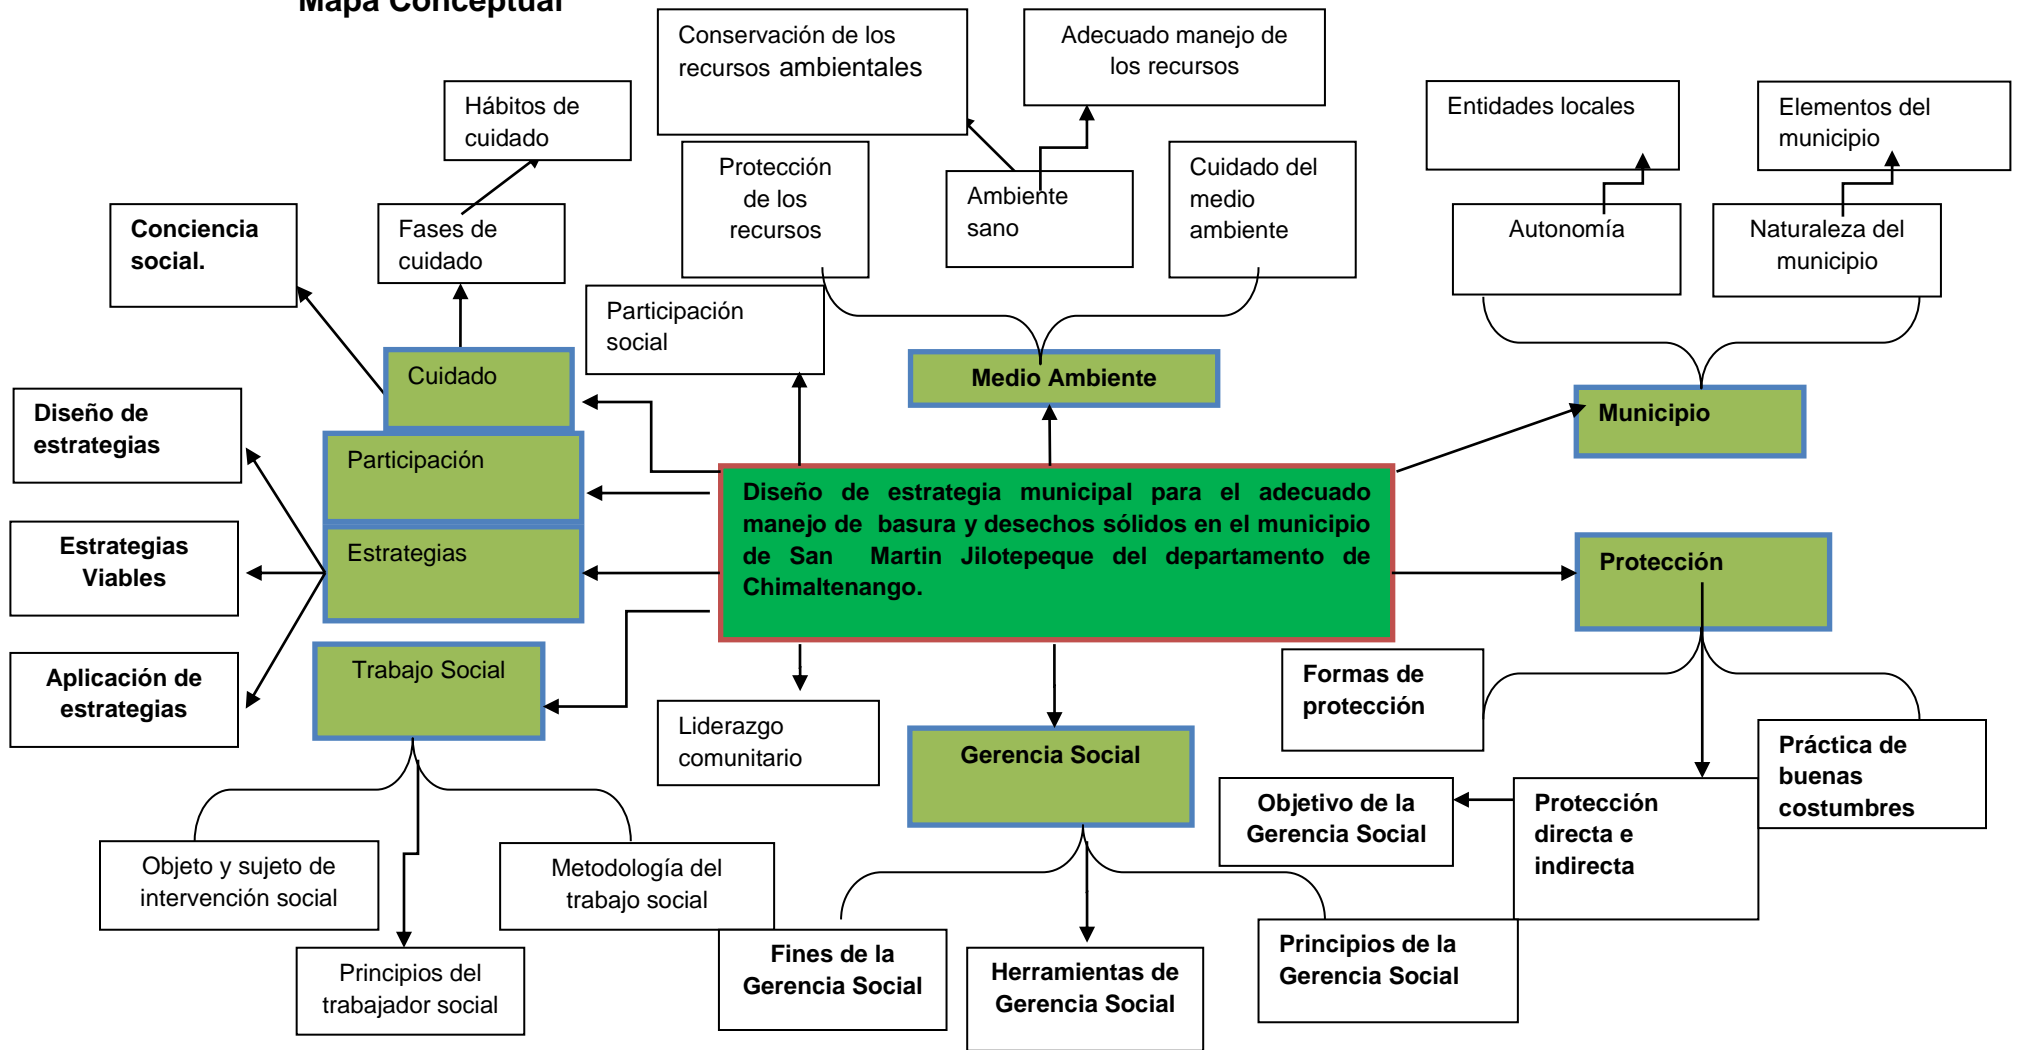 Mapa Conceptual
Conservación de los
recursos ambientales
Adecuado manejo de
los recursos
Entidades locales
Elementos del
municipio
Hábitos de
cuidado
Protección
de los
recursos
Ambiente
sano
Cuidado del
medio
ambiente
Autonomía
Naturaleza del
municipio
Conciencia
social.
Fases de
cuidado
Participación
social
Cuidado
Medio Ambiente
Municipio
Diseño de
estrategias
Participación
Diseño de estrategia municipal para el adecuado
manejo de basura y desechos sólidos en el municipio
de San Martin Jilotepeque del departamento de
Chimaltenango.
Estrategias
Viables
Estrategias
Protección
Aplicación de
estrategias
Trabajo Social
Formas de
protección
Liderazgo
comunitario
Gerencia Social
Práctica de
buenas
costumbres
Objetivo de la
Gerencia Social
Protección
directa e
indirecta
Objeto y sujeto de
intervención social
Metodología del
trabajo social
Principios del
trabajador social
Fines de la
Gerencia Social
Herramientas de
Gerencia Social
Principios de la
Gerencia Social